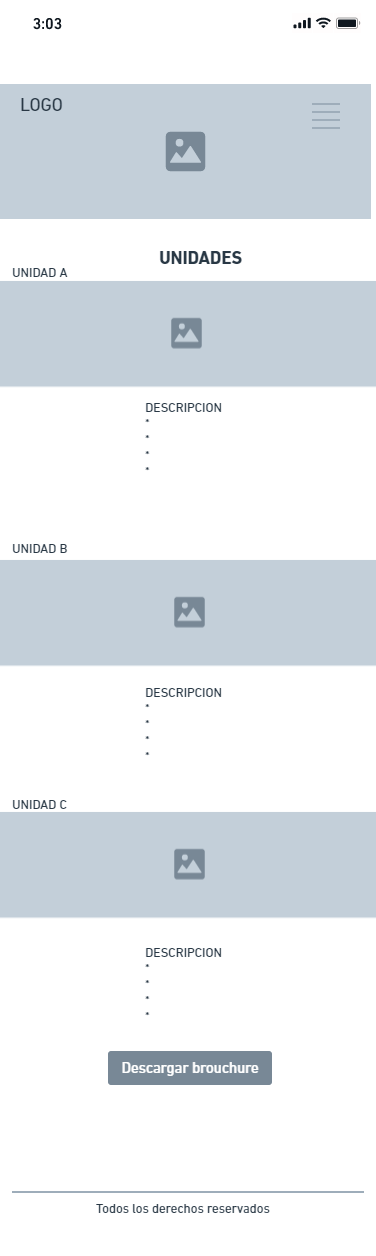 3:03
LOGO
UNIDADES
UNIDAD A
DESCRIPCION
UNIDAD B
DESCRIPCION
UNIDAD C
DESCRIPCION
Descargar brouchure
Todos los derechos reservados